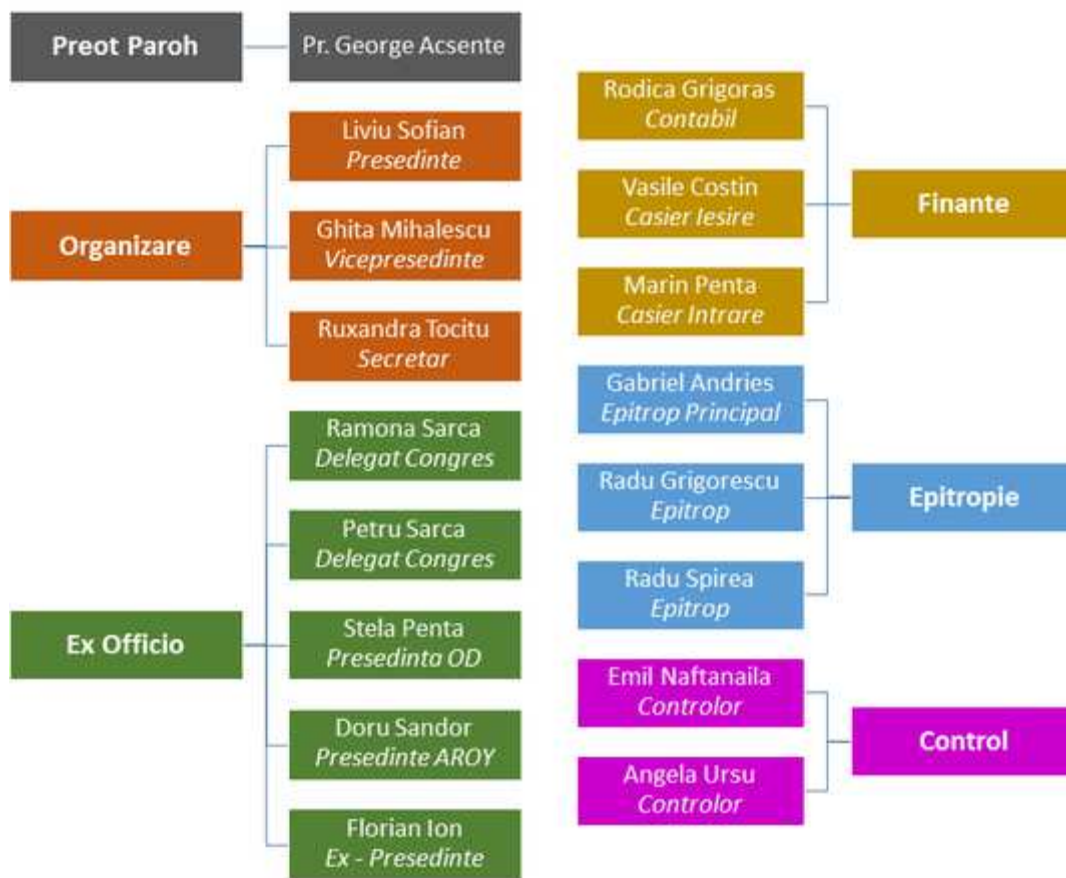 Preot Paroh
Pr. George Acsente
Organizare
Liviu Sofian
Presedinte
Ghita Mihalescu
Vicepresedinte
Ruxandra Tocitu
Secretar
Ex Officio
Ramona Sarca
Delegat Congres
Petru Sarca
Delegat Congres
Stela Penta
Presedinta OD
Doru Sandor
Presedinte AROY
Florian Ion
Ex - Presedinte
Rodica Grigoras
Contabil
Vasile Costin
Casier Iesire
Marin Penta
Casier Intrare
Finante
Gabriel Andries
Epitrop Principal
Radu Grigorescu
Epitrop
Radu Spirea
Epitrop
Epitropie
Emil Naftanaila
Controlor
Angela Ursu
Controlor
Control